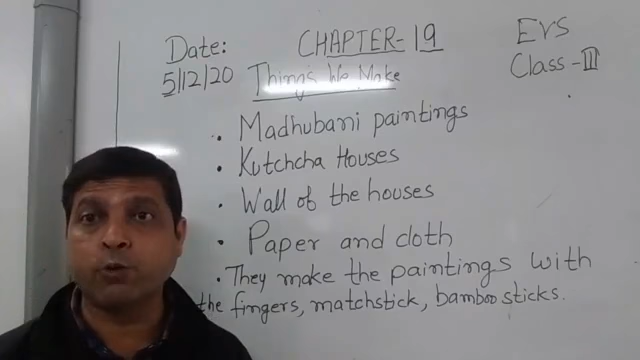 Date:
5/12/20
CHAPTER-19
Things We Make
EVS
Class-III
. Madhubani paintings
. Kutchcha Houses
. Wall of the houses
. Paper and cloth
. They make the paintings with
the fingers, matchstick, bamboo sticks.